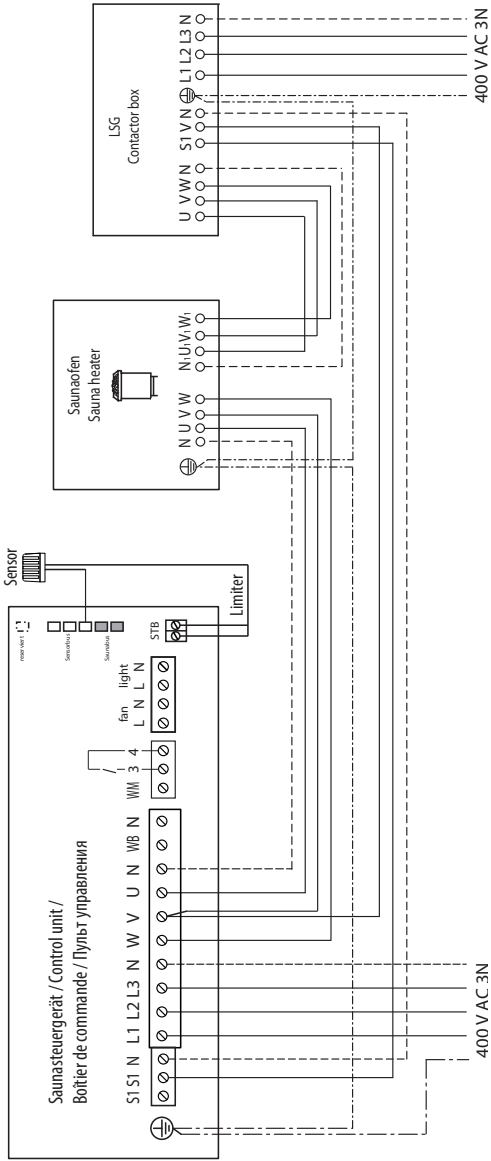 LSG
Contactor box
U V W N
S1 V N
L1 L2 L3 N
400 V AC 3N
Saunaofen
Sauna heater
N U V W
N1 U1 V1 W1
Sensor
Limiter
reserviert
Sensorbus
Saunabus
STB
fan light
L N L N
WM 3 4
Saunasteuergerät / Control unit /
Boîtier de commande / Пульт управления
S1 S1 N L1 L2 L3 N W V U N WB N
400 V AC 3N